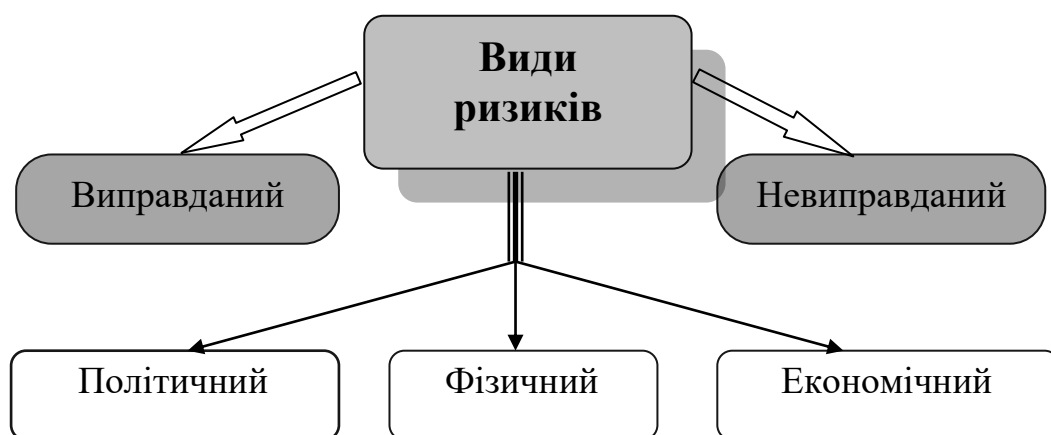 Види
ризиків
Виправданий
Невиправданий
Політичний
Фізичний
Економічний